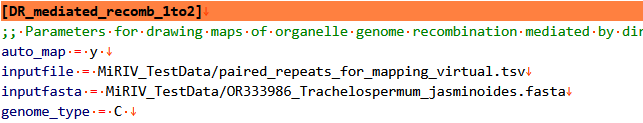 [DR_mediated_recomb_1to2]
;; Parameters for drawing maps of organelle genome recombination mediated by dir
auto_map = y
inputfile = MiRIV_TestData/paired_repeats_for_mapping_virtual.tsv
inputfasta = MiRIV_TestData/OR333986_Trachelospermum_jasminoides.fasta
genome_type = C